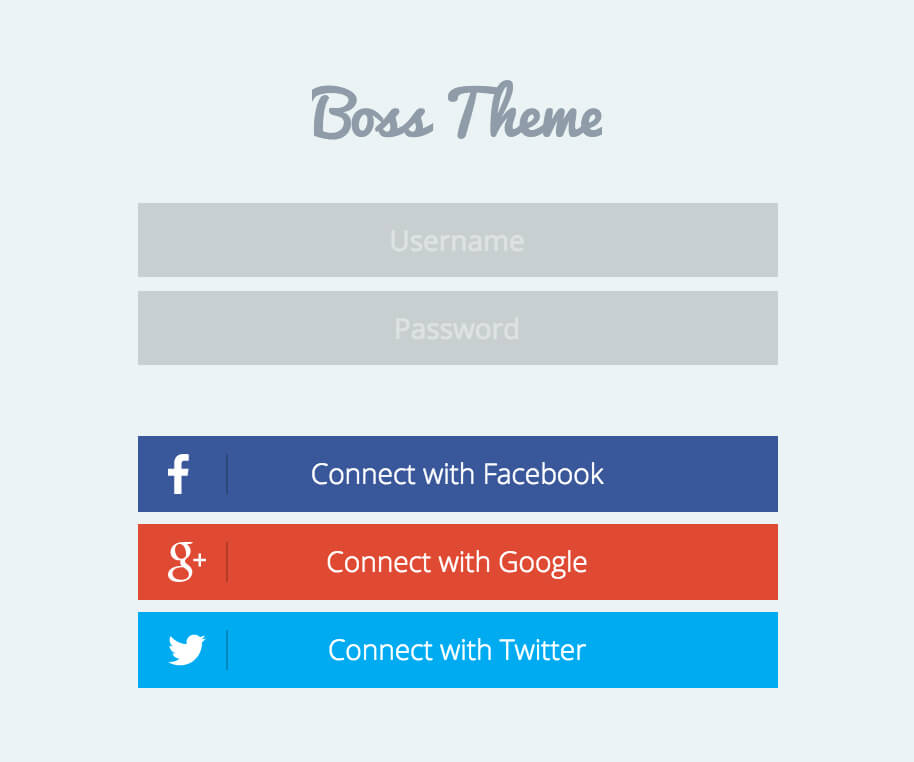 Boss Theme
Username
Password
Connect with Facebook
Connect with Google
Connect with Twitter